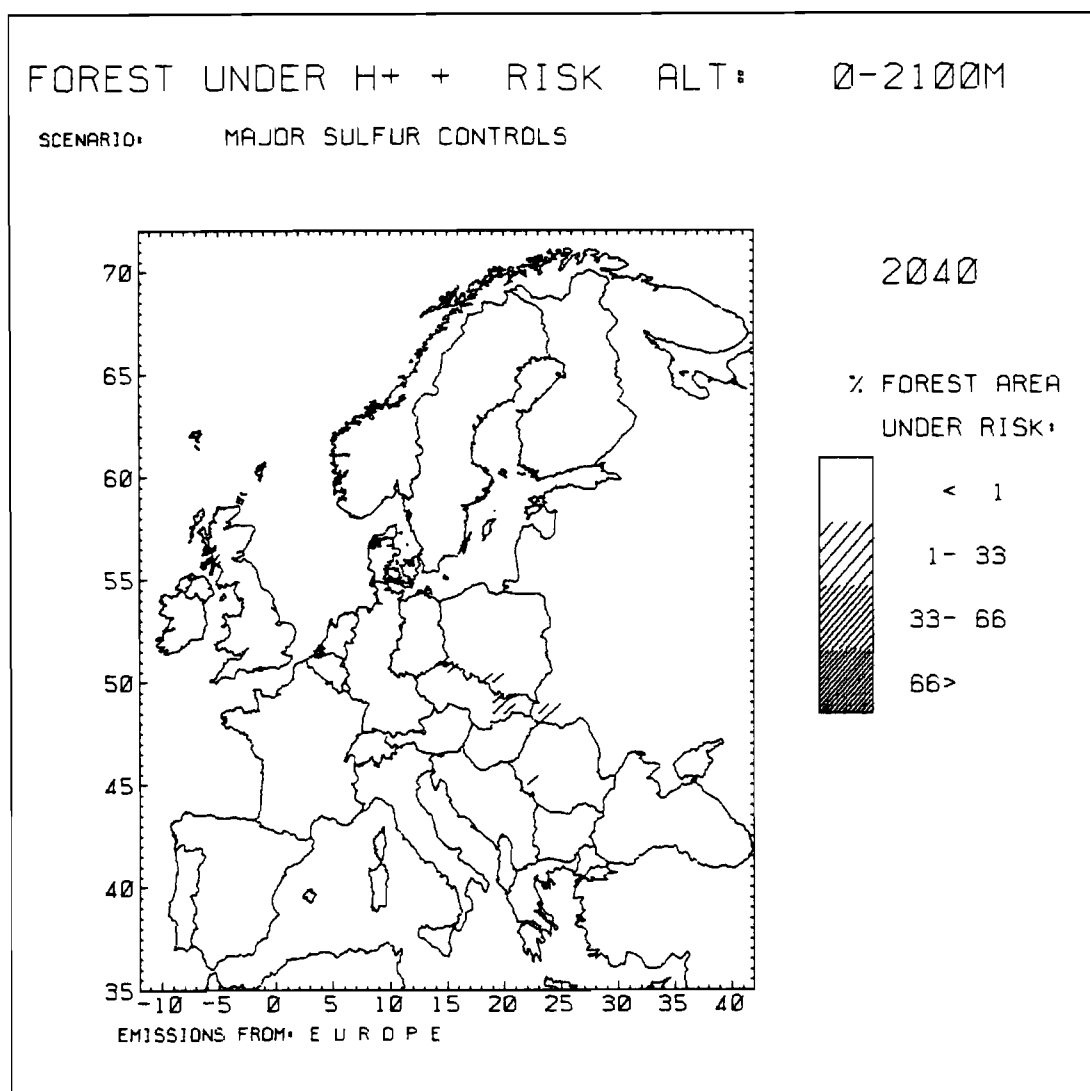 FOREST UNDER H+ + RISK ALT: 0-2100M
SCENARIO: MAJOR SULFUR CONTROLS
2040
% FOREST AREA
UNDER RISK:
< 1
1- 33
33- 66
66>
70
65
60
55
50
45
40
35
-10 -5 0 5 10 15 20 25 30 35 40
EMISSIONS FROM: E U R O P E